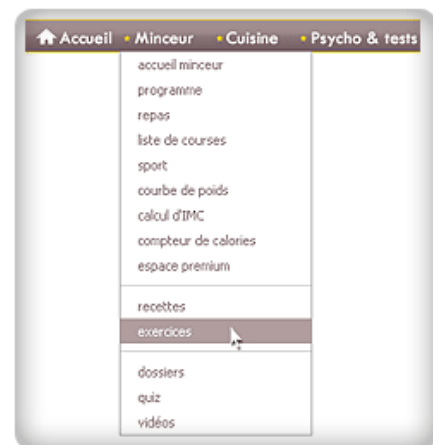 Accueil • Minceur • Cuisine • Psycho & tests
accueil minceur
programme
repas
liste de courses
sport
courbe de poids
calcul d'IMC
compteur de calories
espace premium
recettes
exercices
dossiers
quiz
vidéos